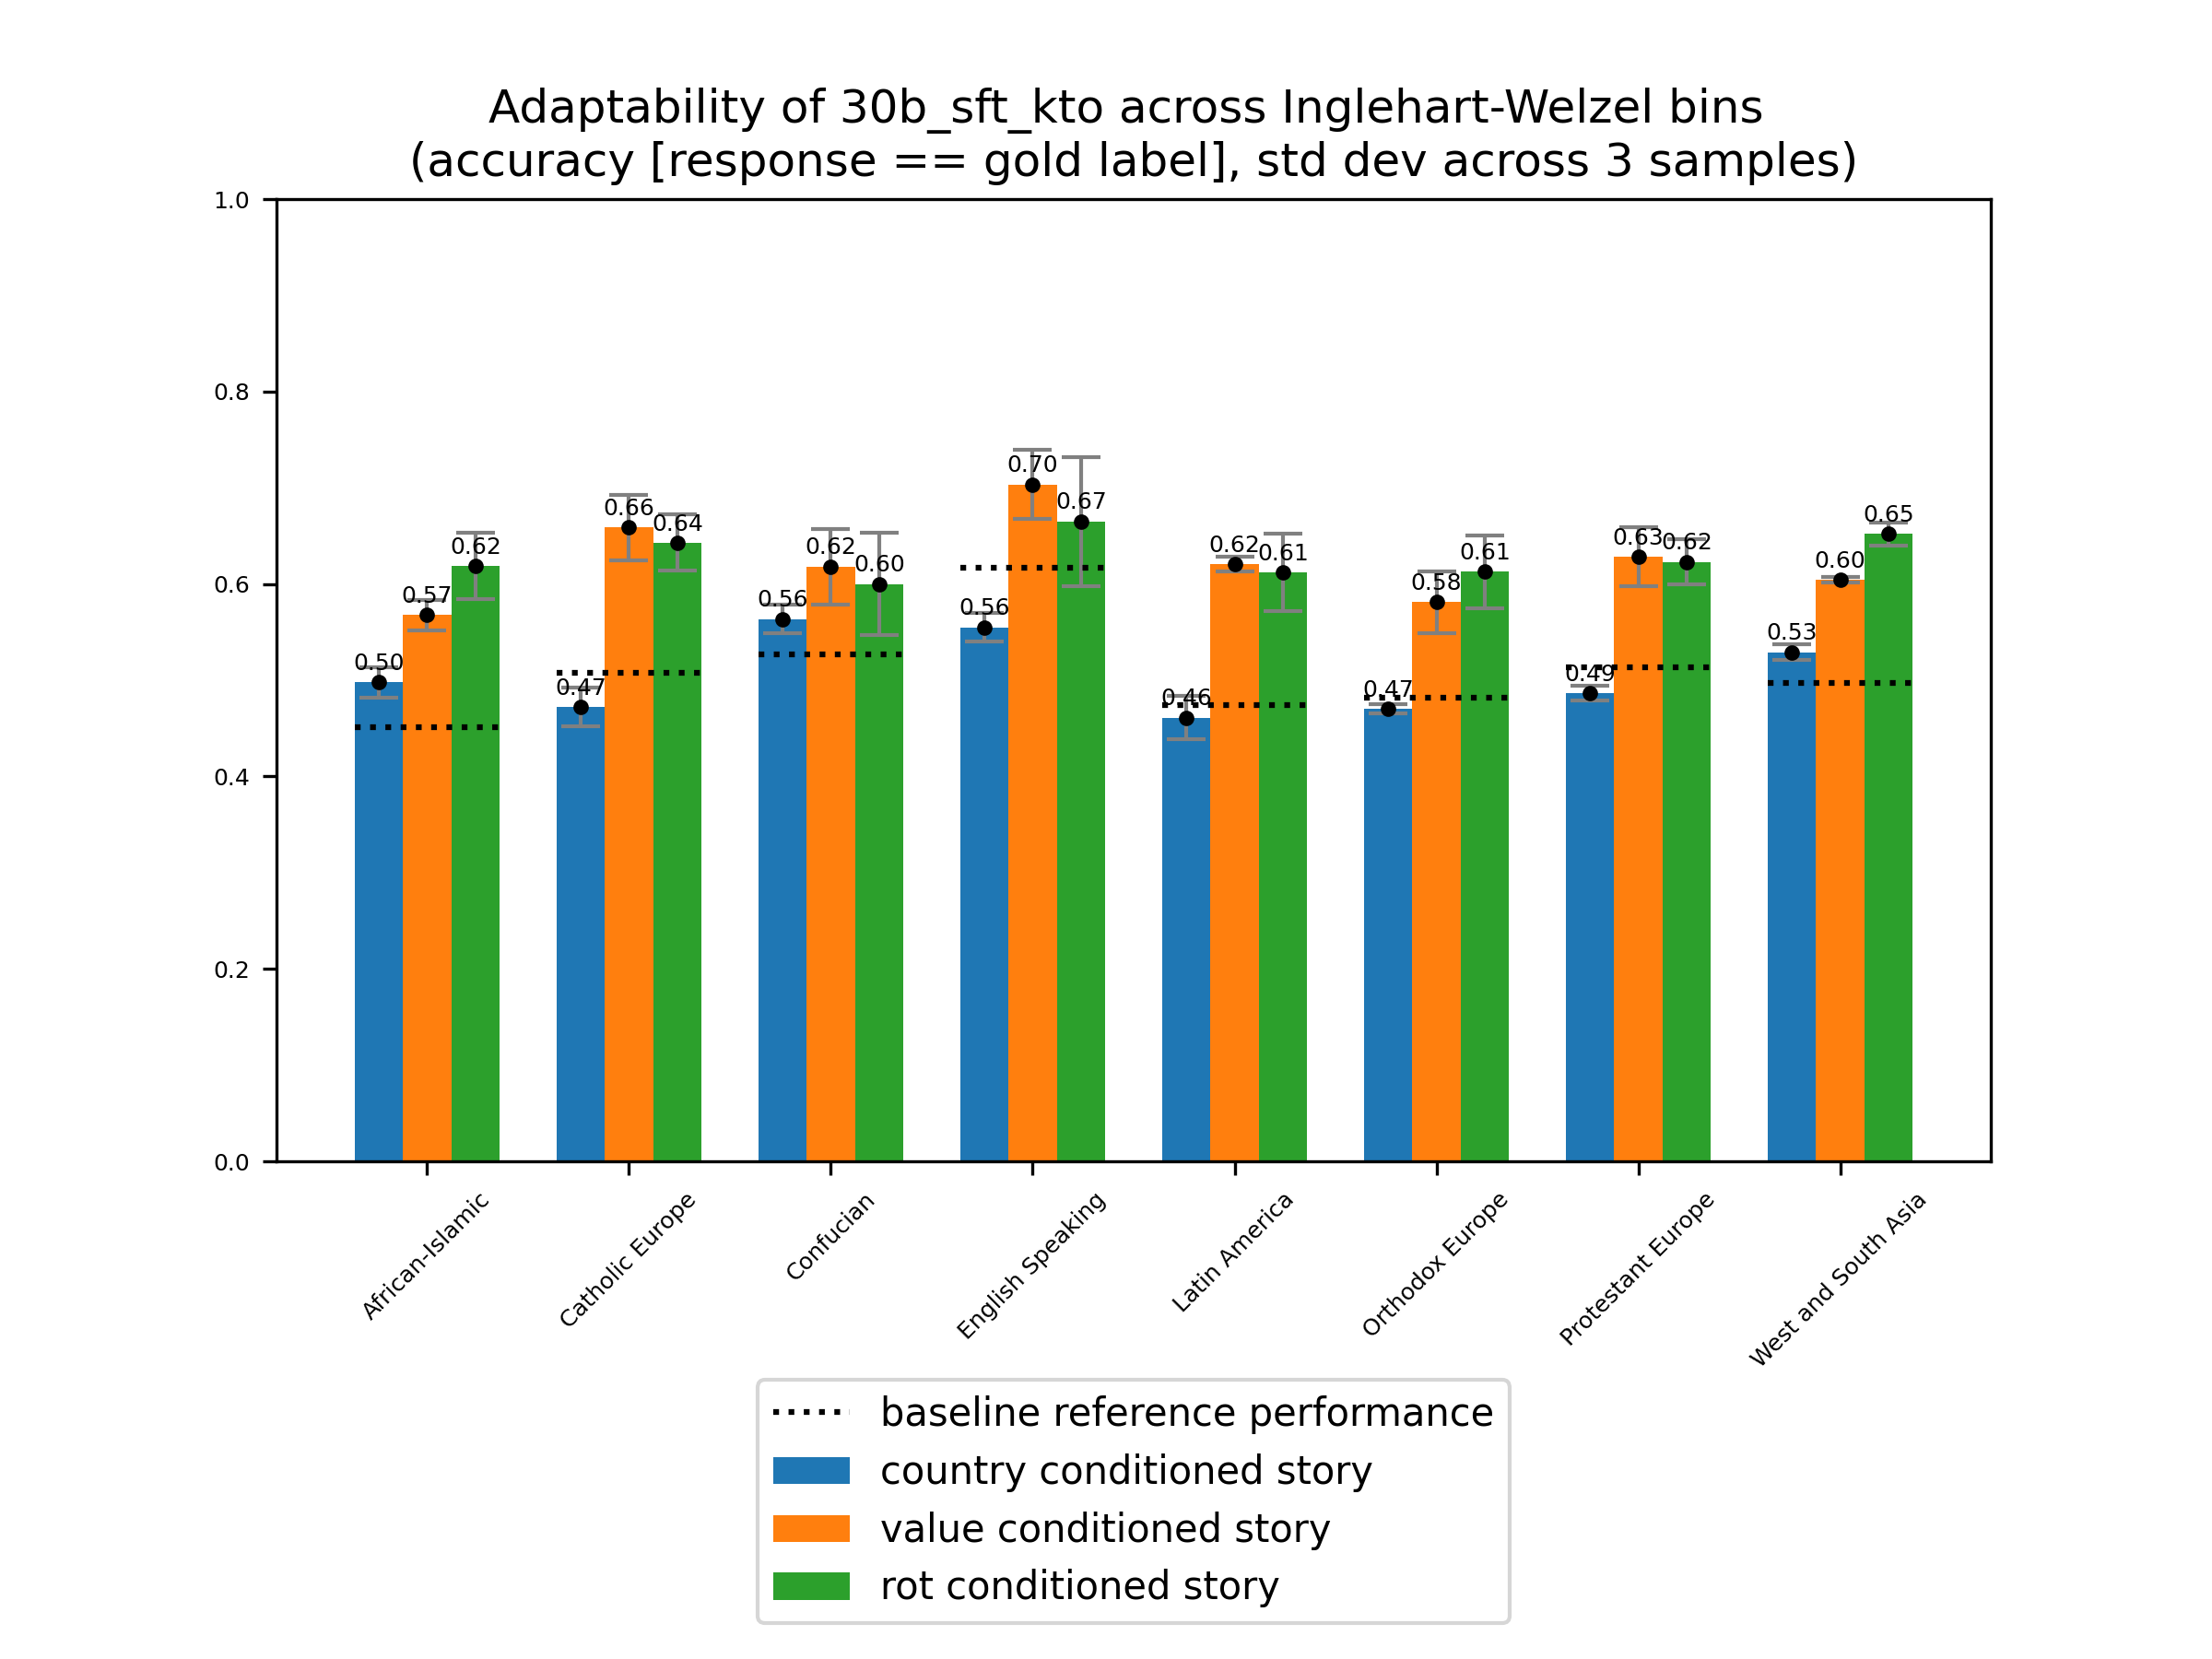 Adaptability of 30b_sft_kto across Inglehart-Welzel bins
(accuracy [response == gold label], std dev across 3 samples)
1.0
0.8
0.6
0.4
0.2
0.0
0.50
0.57
0.62
0.47
0.66
0.64
0.56
0.62
0.60
0.56
0.70
0.67
0.46
0.62
0.61
0.47
0.58
0.61
0.49
0.63
0.62
0.53
0.60
0.65
African-Islamic
Catholic Europe
Confucian
English Speaking
Latin America
Orthodox Europe
Protestant Europe
West and South Asia
baseline reference performance
country conditioned story
value conditioned story
rot conditioned story